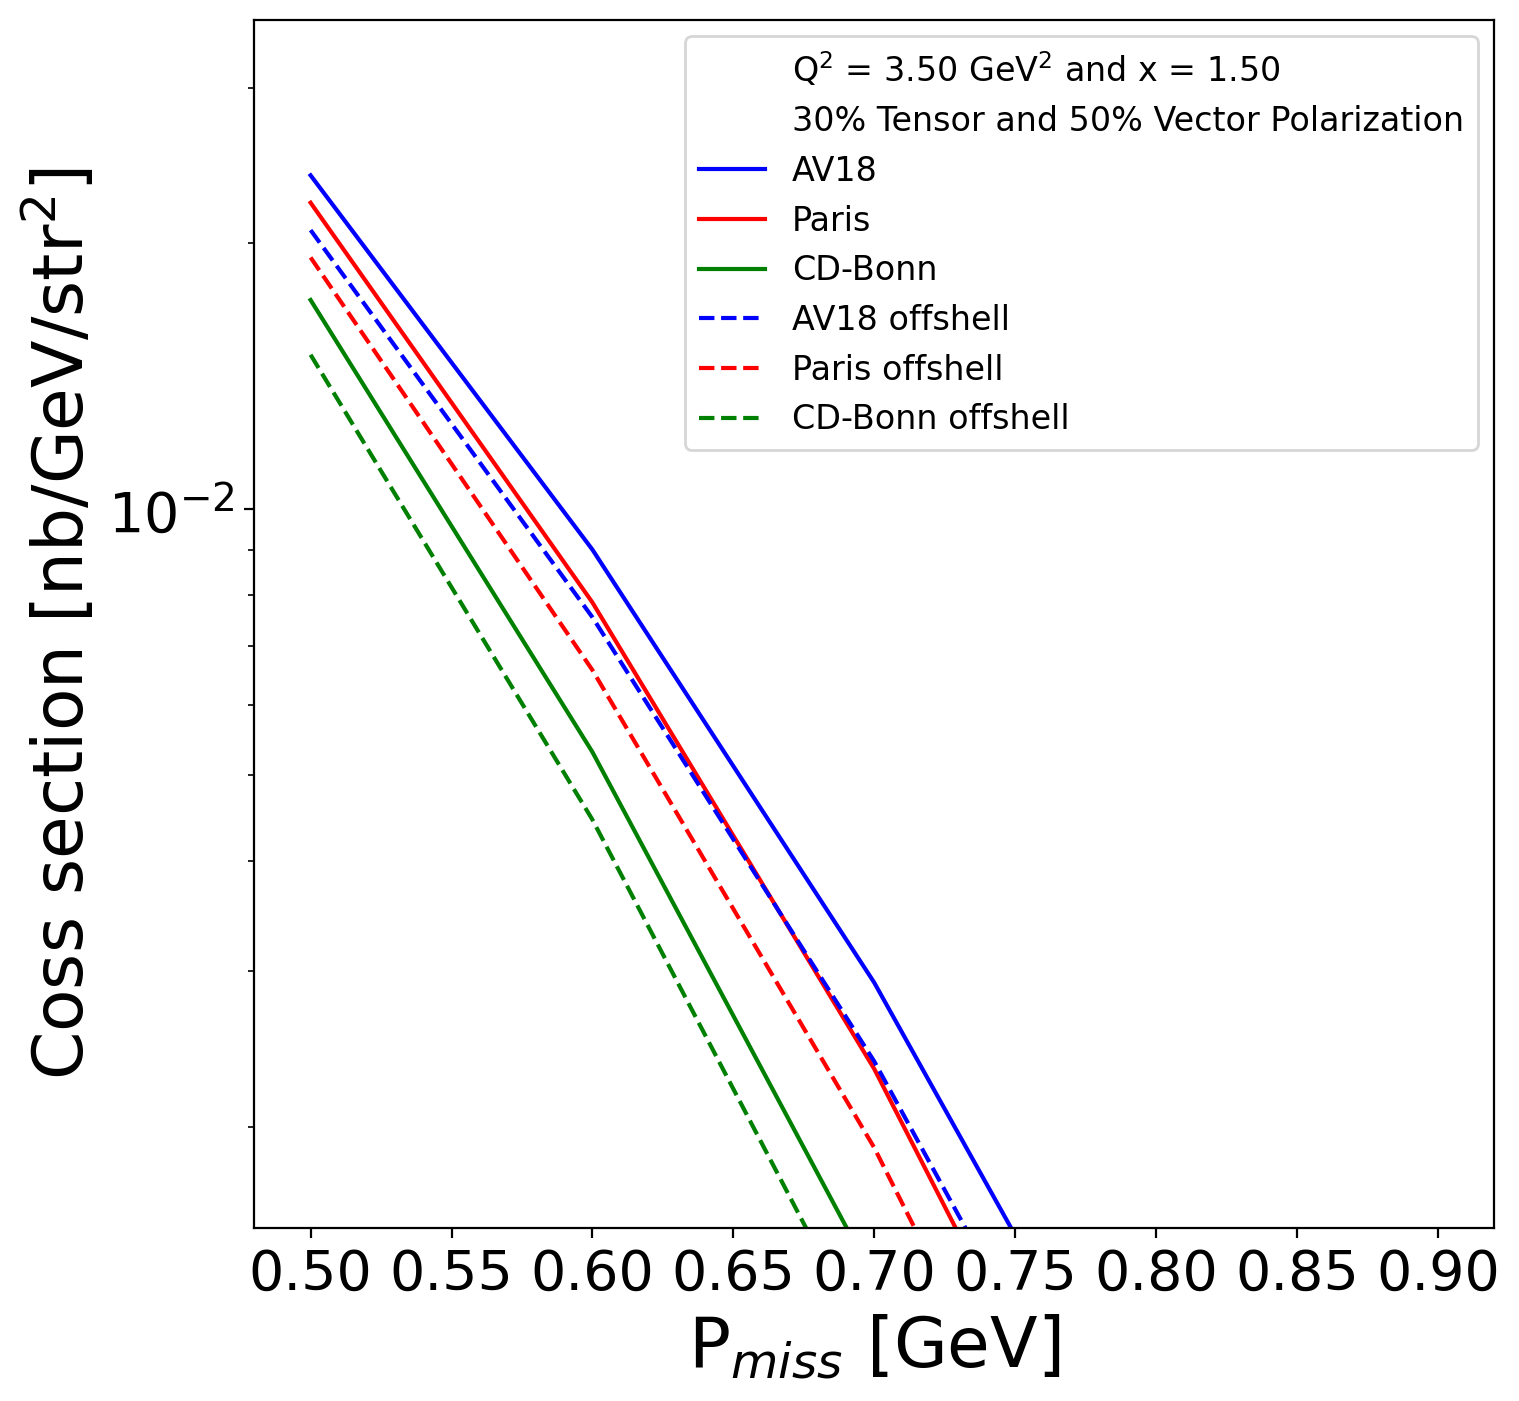 Q² = 3.50 GeV² and x = 1.50
30% Tensor and 50% Vector Polarization
AV18
Paris
CD-Bonn
AV18 offshell
Paris offshell
CD-Bonn offshell
Coss section [nb/GeV/str²]
10⁻²
0.50 0.55 0.60 0.65 0.70 0.75 0.80 0.85 0.90
P_miss [GeV]